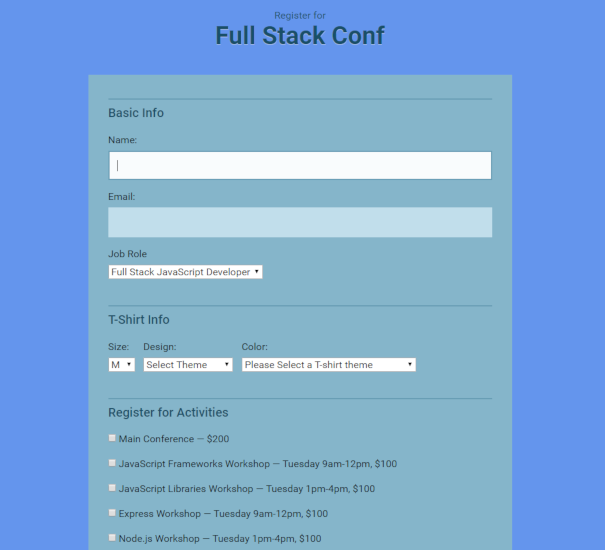 Register for
Full Stack Conf
Basic Info
Name:
Email:
Job Role
Full Stack JavaScript Developer
T-Shirt Info
Size: Design: Color:
M Select Theme Please Select a T-shirt theme
Register for Activities
Main Conference — $200
JavaScript Frameworks Workshop — Tuesday 9am-12pm, $100
JavaScript Libraries Workshop — Tuesday 1pm-4pm, $100
Express Workshop — Tuesday 9am-12pm, $100
Node.js Workshop — Tuesday 1pm-4pm, $100